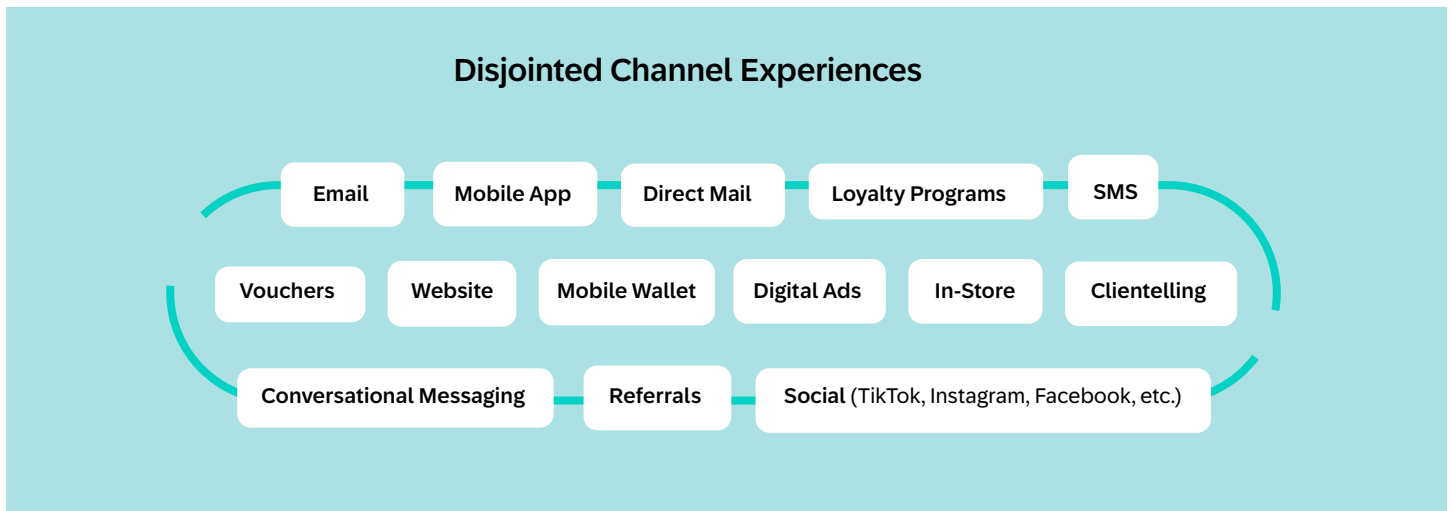 Disjointed Channel Experiences
Email
Mobile App
Direct Mail
Loyalty Programs
SMS
Vouchers
Website
Mobile Wallet
Digital Ads
In-Store
Clientelling
Conversational Messaging
Referrals
Social (TikTok, Instagram, Facebook, etc.)